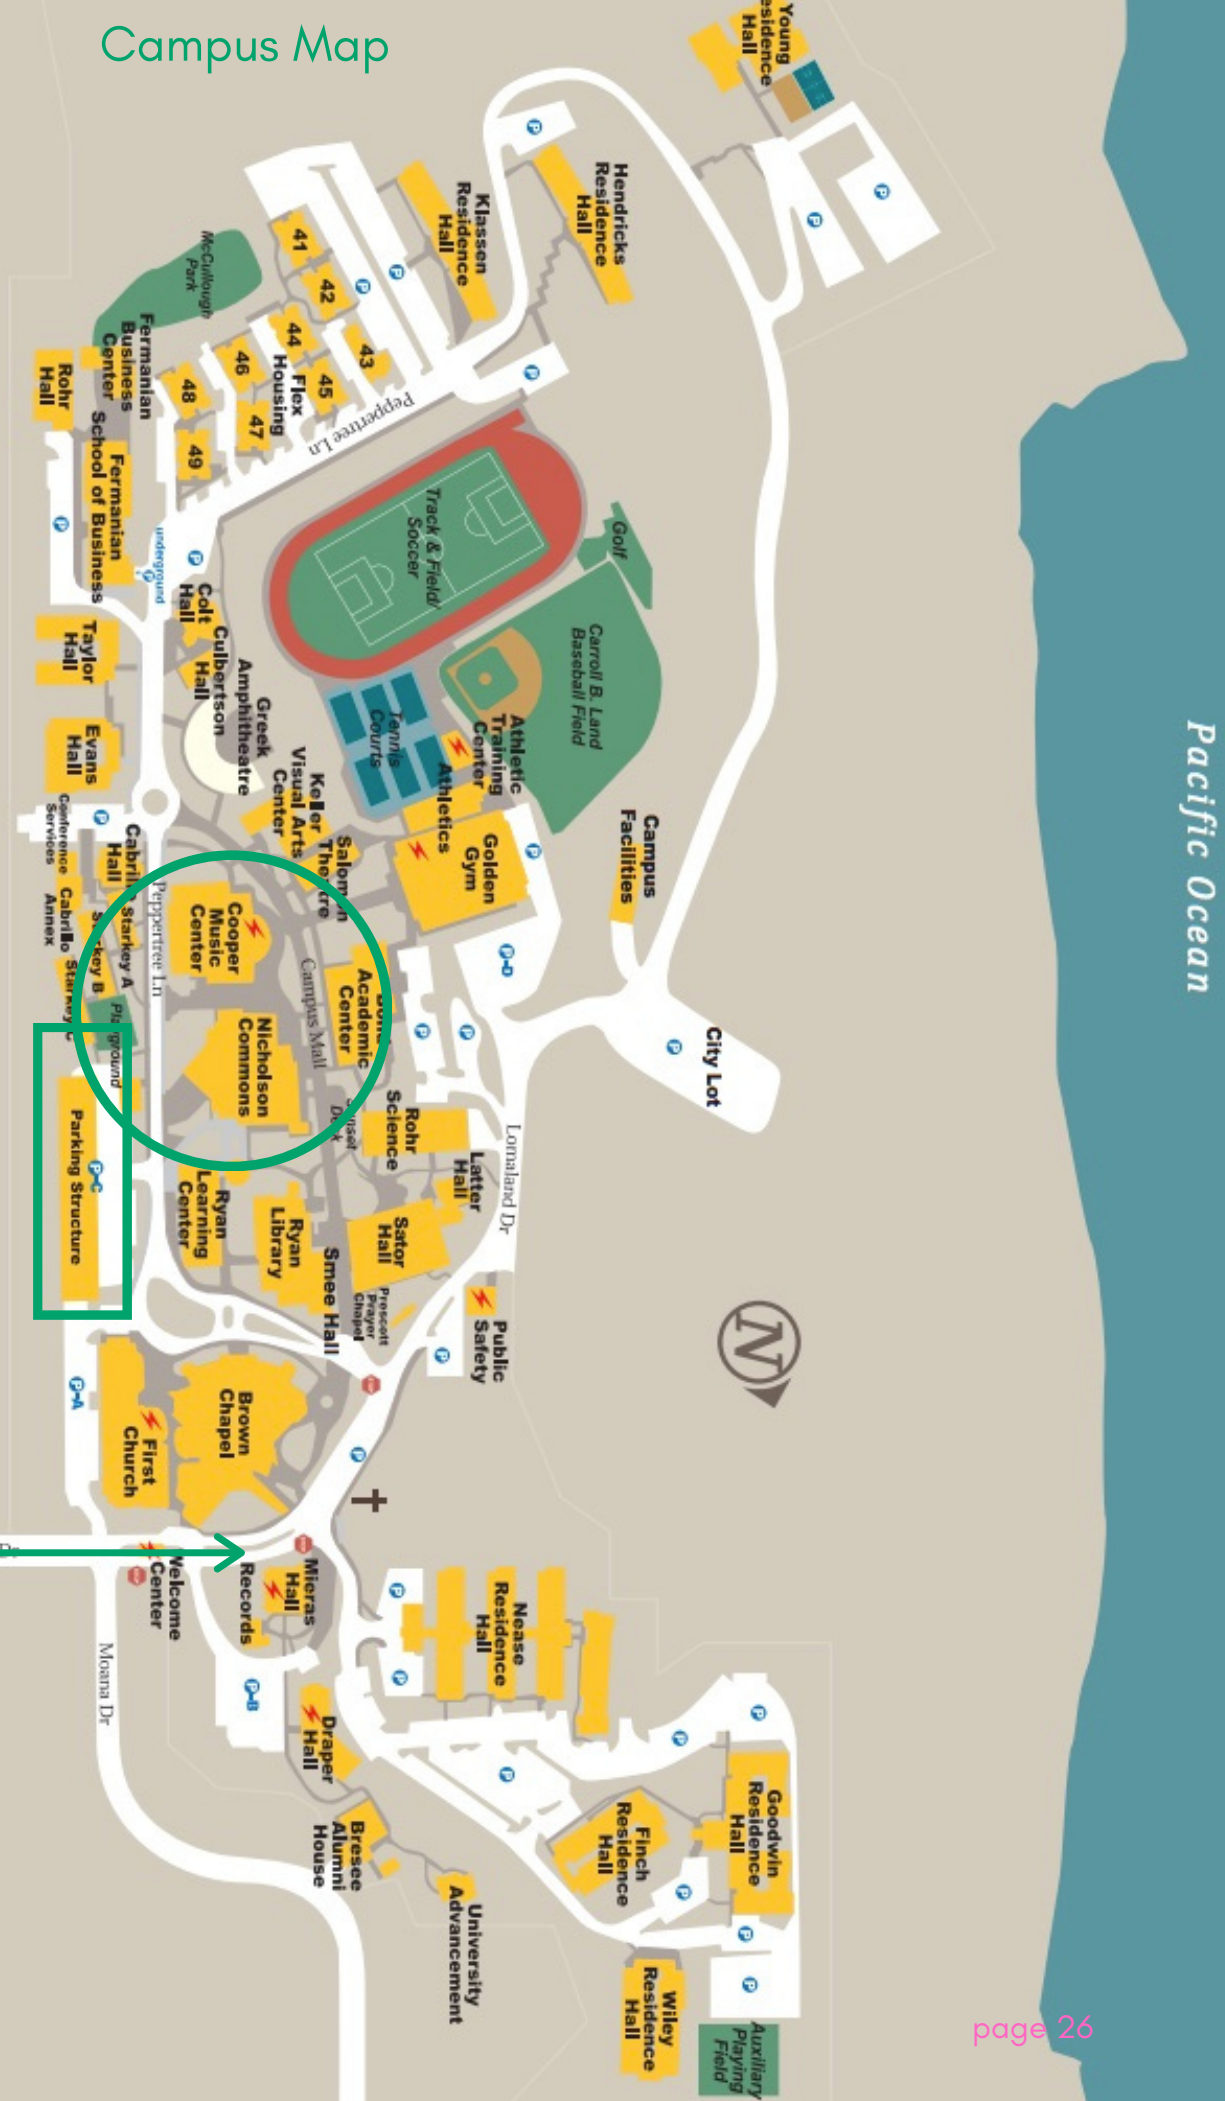 Campus Map
Young
Residence
Hall
Hendricks
Residence
Hall
Klassen
Residence
Hall
McCullough
Park
41
42
43
44
45
46
47
48
49
Flex
Housing
Peppertree Ln
Fermanian
Business
Center
Rohr
Hall
Fermanian
School of Business
underground
P
Colt
Hall
Culbertson
Hall
Taylor
Hall
Evans
Hall
Greek
Amphitheatre
Track & Field/
Soccer
Golf
Carroll B. Land
Baseball Field
Tennis
Courts
Athletic
Training
Center
Athletics
Golden
Gym
Keller
Visual Arts
Center
Salomon
Theatre
Campus
Facilities
Pacific Ocean
Conference
Services
Cabrillo
Hall
Cabrillo
Annex
Starkey A
Starkey B
Starkey C
Playground
Peppertree Ln
Cooper
Music
Center
Nicholson
Commons
Campus Mall
Academic
Center
Sunset
Deck
Rohr
Science
Latter
Hall
P-D
City Lot
Lomaland Dr
P-C
Parking Structure
Ryan
Learning
Center
Ryan
Library
Smee Hall
Sator
Hall
Prescott
Prayer
Chapel
Public
Safety
N
P-A
First
Church
Brown
Chapel
Welcome
Center
Records
Mieras
Hall
P-B
Moana Dr
Draper
Hall
Bresee
Alumni
House
University
Advancement
Nease
Residence
Hall
Finch
Residence
Hall
Goodwin
Residence
Hall
Wiley
Residence
Hall
Auxiliary
Playing
Field
page 26